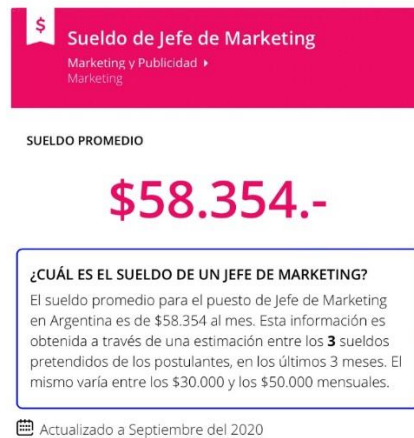 $
Sueldo de Jefe de Marketing
Marketing y Publicidad
Marketing
SUELDO PROMEDIO
$58.354.-
¿CUÁL ES EL SUELDO DE UN JEFE DE MARKETING?
El sueldo promedio para el puesto de Jefe de Marketing
en Argentina es de $58.354 al mes. Esta información es
obtenida a través de una estimación entre los 3 sueldos
pretendidos de los postulantes, en los últimos 3 meses. El
mismo varía entre los $30.000 y los $50.000 mensuales.
Actualizado a Septiembre del 2020